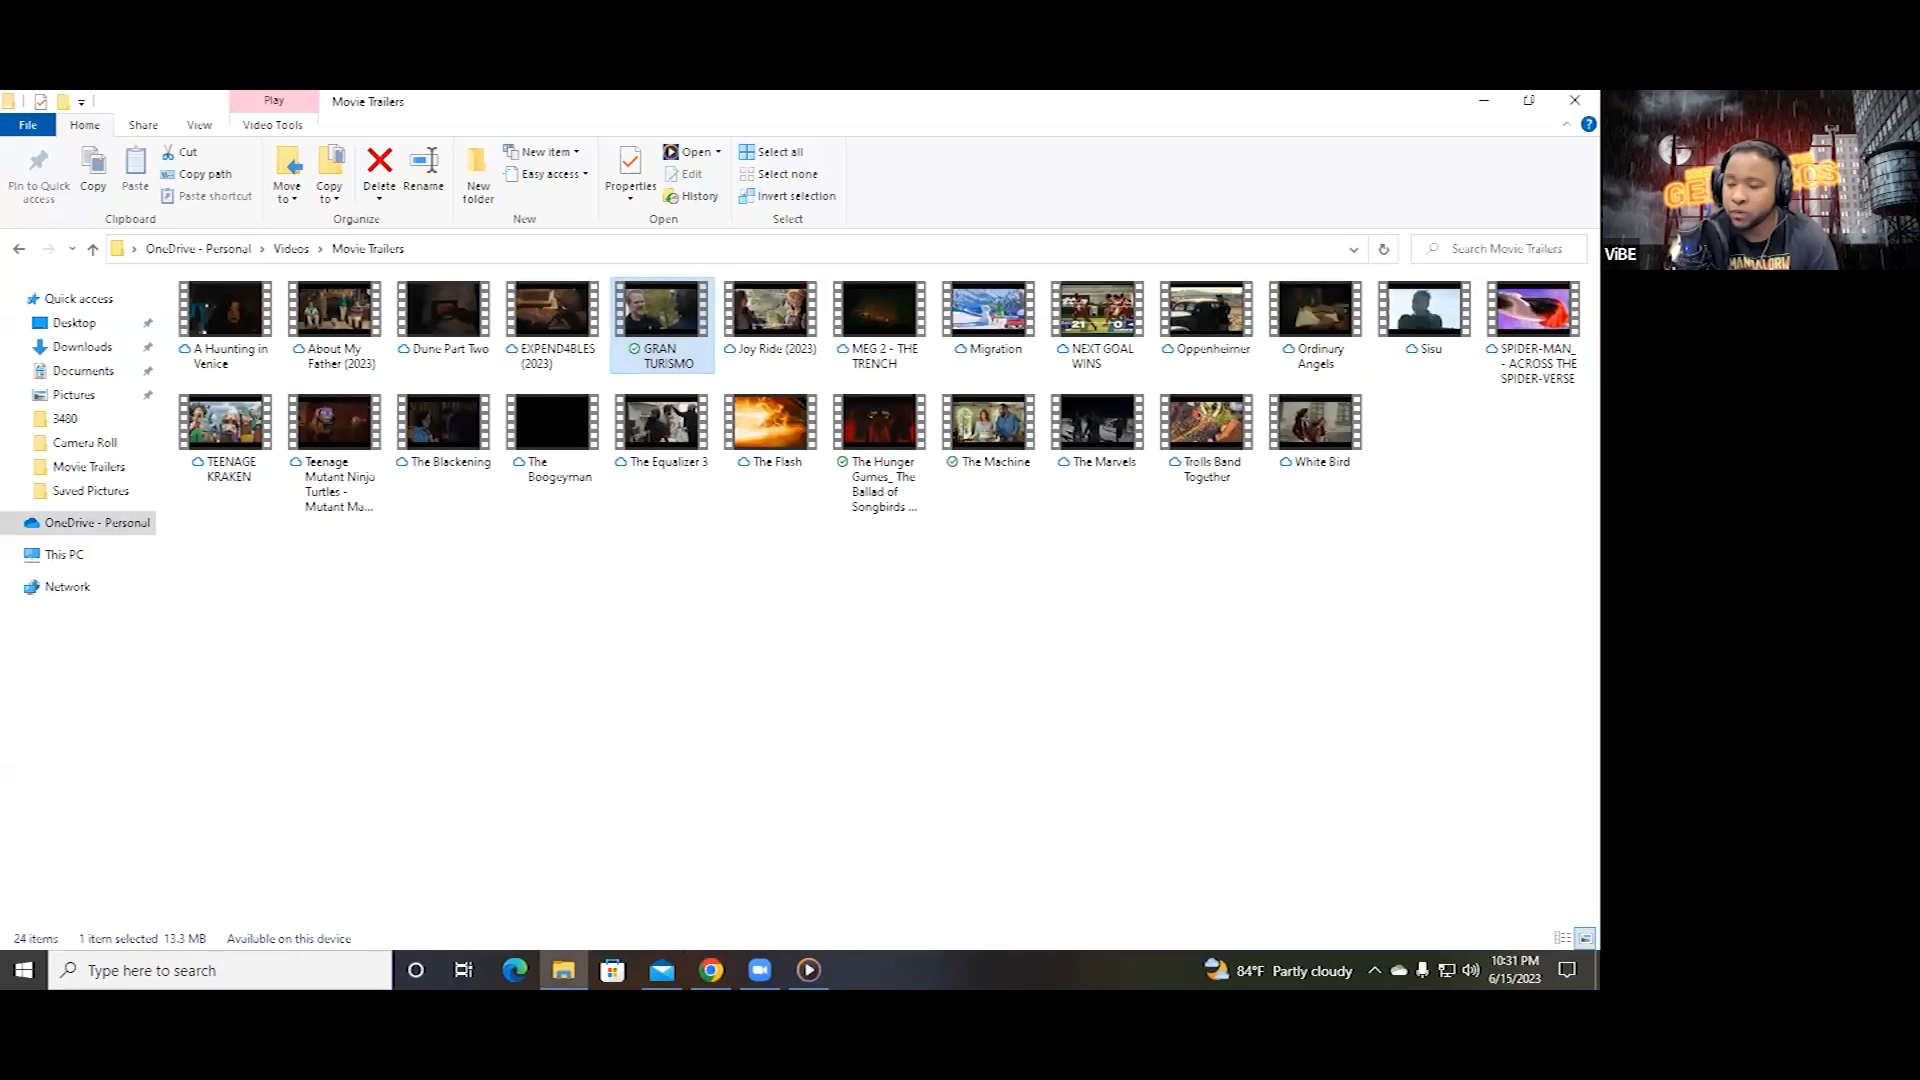 Play
Movie Trailers
File
Home
Share
View
Video Tools
Pin to Quick access
Copy
Paste
Cut
Copy path
Paste shortcut
Clipboard
Move to
Copy to
Delete
Rename
Organize
New folder
New item
Easy access
New
Properties
Open
Edit
History
Open
Select all
Select none
Invert selection
Select
OneDrive - Personal > Videos > Movie Trailers
Search Movie Trailers
ViBE
MANDALORIAN
Quick access
Desktop
Downloads
Documents
Pictures
3480
Camera Roll
Movie Trailers
Saved Pictures
OneDrive - Personal
This PC
Network
A Haunting in Venice
About My Father (2023)
Dune Part Two
EXPEND4BLES (2023)
GRAN TURISMO
Joy Ride (2023)
MEG 2 - THE TRENCH
Migration
21 0
NEXT GOAL WINS
Oppenheimer
Ordinary Angels
Sisu
SPIDER-MAN_ - ACROSS THE SPIDER-VERSE
TEENAGE KRAKEN
Teenage Mutant Ninja Turtles - Mutant Ma...
The Blackening
The Boogeyman
The Equalizer 3
The Flash
The Hunger Games_ The Ballad of Songbirds ...
The Machine
The Marvels
Trolls Band Together
White Bird
24 items
1 item selected 13.3 MB
Available on this device
Type here to search
84°F Partly cloudy
10:31 PM
6/15/2023